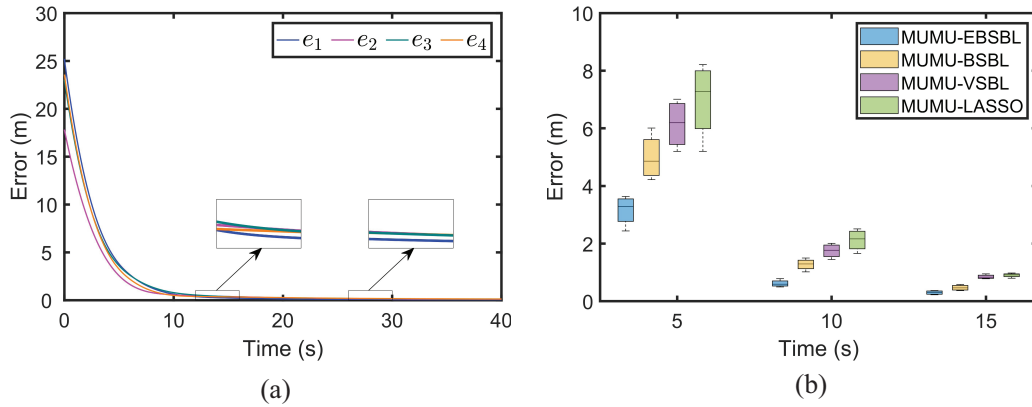 30
25
20
15
10
5
0
Error (m)
e1 e2 e3 e4
0 10 20 30 40
Time (s)
(a)
10
8
6
4
2
0
Error (m)
MUMU-EBSBL
MUMU-BSBL
MUMU-VSBL
MUMU-LASSO
5 10 15
Time (s)
(b)